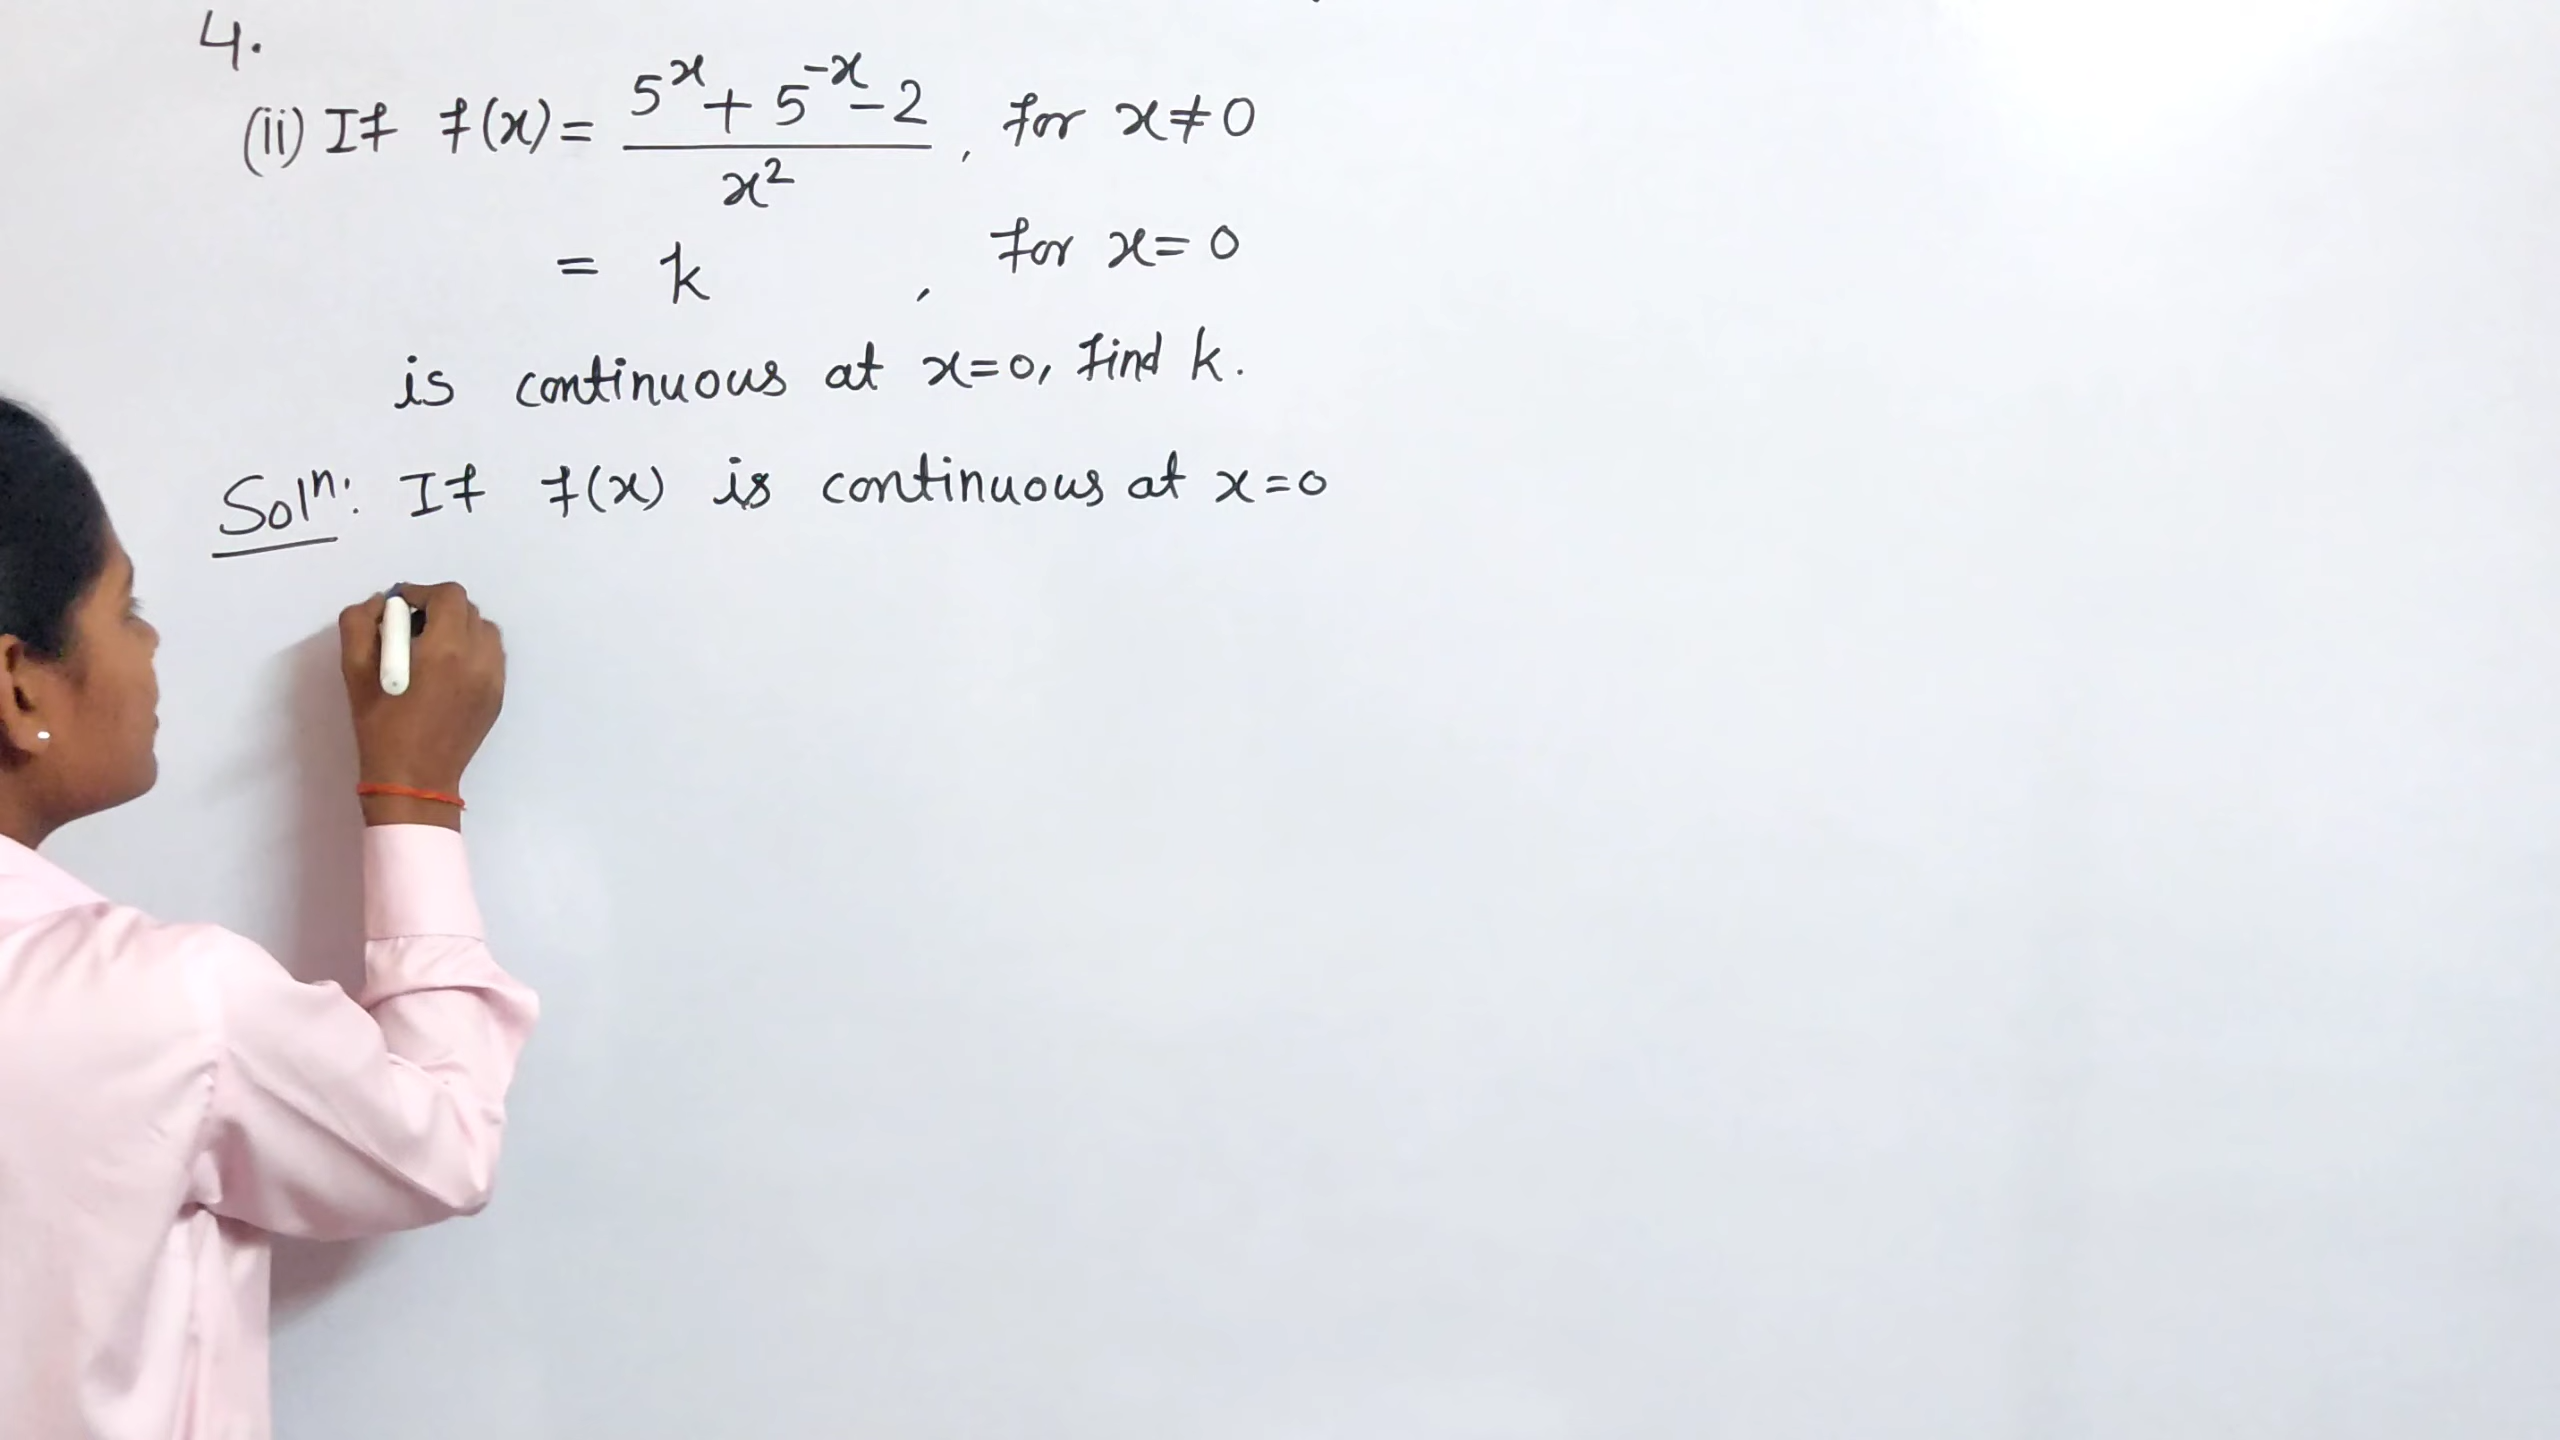 4.
(ii) If f(x) = (5^x + 5^-x - 2) / x², for x ≠ 0
= k , for x = 0
is continuous at x=0, find k.
Solⁿ: If f(x) is continuous at x=0